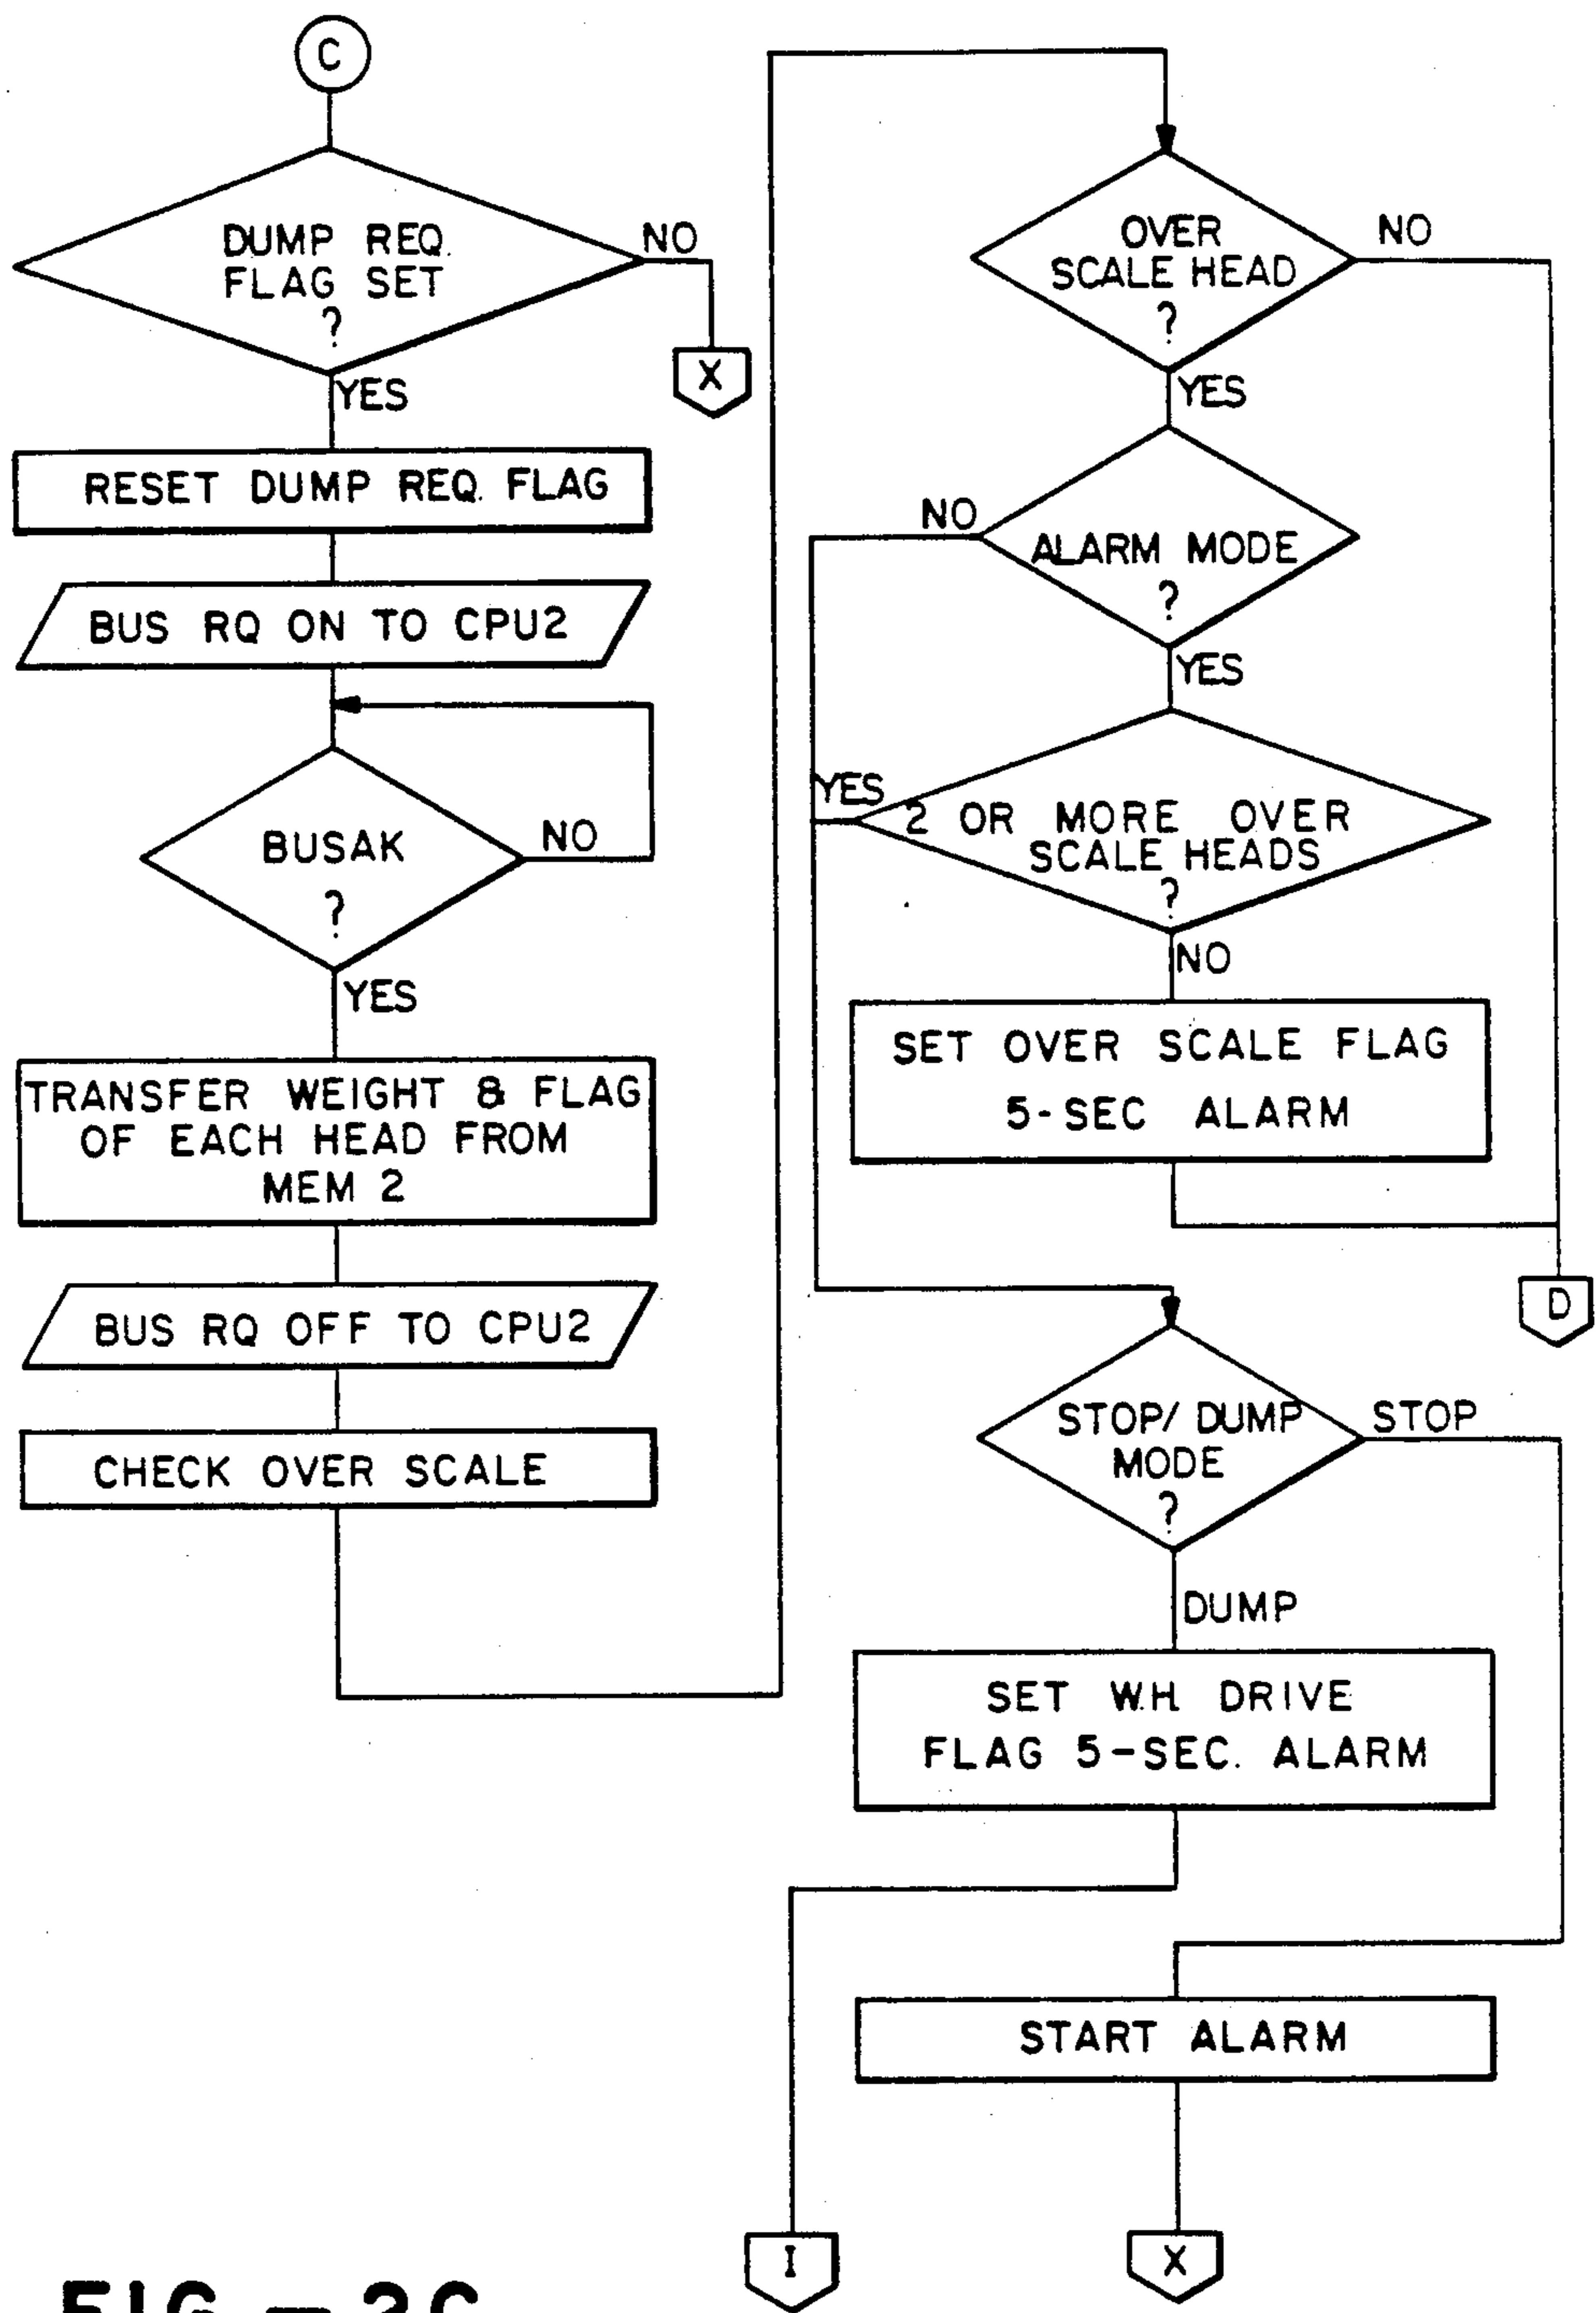 C
DUMP REQ.
FLAG SET
?
NO
X
YES
RESET DUMP REQ. FLAG
BUS RQ ON TO CPU2
BUSAK
?
NO
YES
TRANSFER WEIGHT & FLAG
OF EACH HEAD FROM
MEM 2
BUS RQ OFF TO CPU2
CHECK OVER SCALE
OVER
SCALE HEAD
?
NO
YES
ALARM MODE
?
NO
YES
2 OR MORE OVER
SCALE HEADS
?
YES
NO
SET OVER SCALE FLAG
5-SEC ALARM
D
STOP/ DUMP
MODE
?
STOP
DUMP
SET W.H. DRIVE
FLAG 5-SEC. ALARM
START ALARM
I
X
FIG - 2C